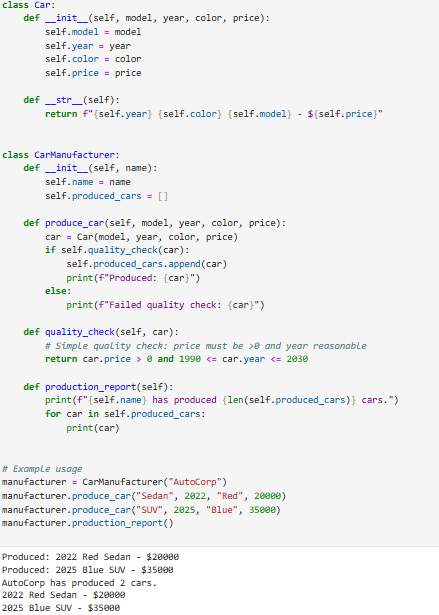 class Car:
    def __init__(self, model, year, color, price):
        self.model = model
        self.year = year
        self.color = color
        self.price = price

    def __str__(self):
        return f"{self.year} {self.color} {self.model} - ${self.price}"


class CarManufacturer:
    def __init__(self, name):
        self.name = name
        self.produced_cars = []

    def produce_car(self, model, year, color, price):
        car = Car(model, year, color, price)
        if self.quality_check(car):
            self.produced_cars.append(car)
            print(f"Produced: {car}")
        else:
            print(f"Failed quality check: {car}")

    def quality_check(self, car):
        # Simple quality check: price must be >0 and year reasonable
        return car.price > 0 and 1990 <= car.year <= 2030

    def production_report(self):
        print(f"{self.name} has produced {len(self.produced_cars)} cars.")
        for car in self.produced_cars:
            print(car)


# Example usage
manufacturer = CarManufacturer("AutoCorp")
manufacturer.produce_car("Sedan", 2022, "Red", 20000)
manufacturer.produce_car("SUV", 2025, "Blue", 35000)
manufacturer.production_report()

Produced: 2022 Red Sedan - $20000
Produced: 2025 Blue SUV - $35000
AutoCorp has produced 2 cars.
2022 Red Sedan - $20000
2025 Blue SUV - $35000